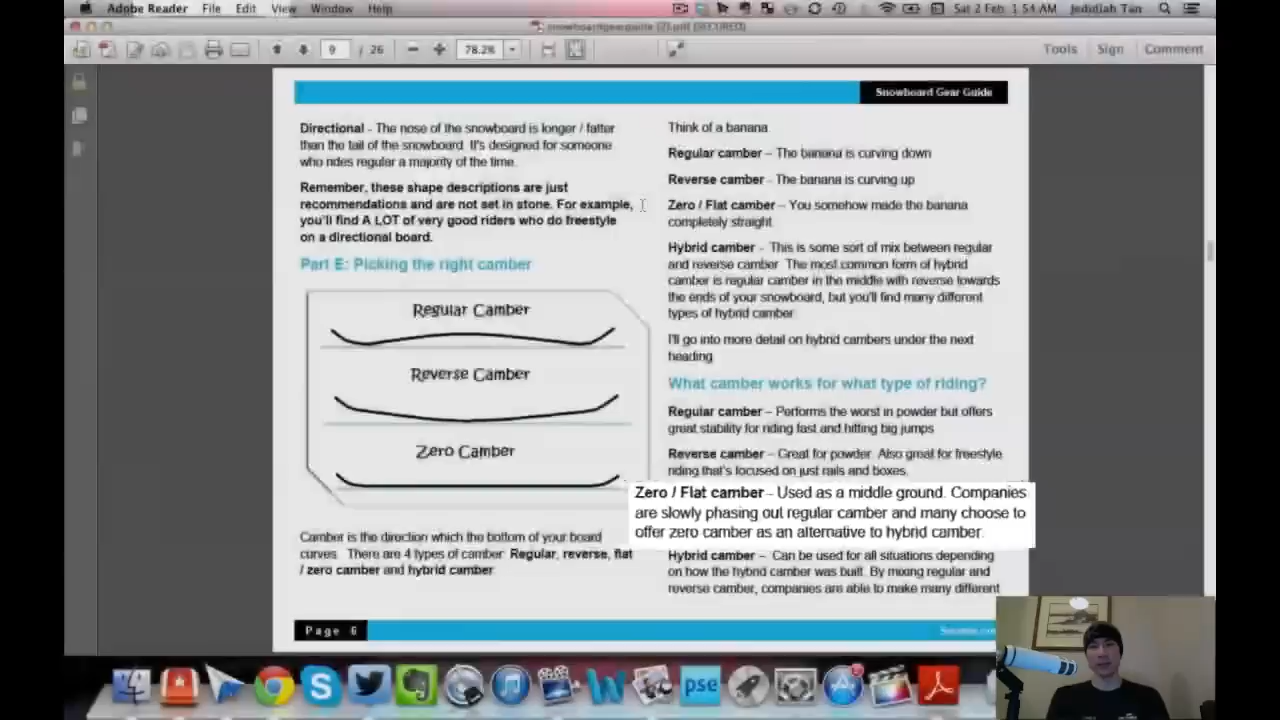 Adobe Reader File Edit View Window Help
Sat 2 Feb 1:54 AM Jedidiah Tan
snowboardgearguide (2).pdf (SECURED)
9 / 26 78.2% Tools Sign Comment
Snowboard Gear Guide
Directional - The nose of the snowboard is longer / fatter
than the tail of the snowboard. It's designed for someone
who rides regular a majority of the time.
Remember, these shape descriptions are just
recommendations and are not set in stone. For example,
you'll find A LOT of very good riders who do freestyle
on a directional board.
Part E: Picking the right camber
Regular Camber
Reverse Camber
Zero Camber
Camber is the direction which the bottom of your board
curves. There are 4 types of camber: Regular, reverse, flat
/ zero camber and hybrid camber
Think of a banana
Regular camber – The banana is curving down
Reverse camber - The banana is curving up
Zero / Flat camber – You somehow made the banana
completely straight
Hybrid camber - This is some sort of mix between regular
and reverse camber. The most common form of hybrid
camber is regular camber in the middle with reverse towards
the ends of your snowboard, but you'll find many different
types of hybrid camber
I'll go into more detail on hybrid cambers under the next
heading
What camber works for what type of riding?
Regular camber – Performs the worst in powder but offers
great stability for riding fast and hitting big jumps
Reverse camber – Great for powder. Also great for freestyle
riding that's focused on just rails and boxes.
Zero / Flat camber - Used as a middle ground. Companies
are slowly phasing out regular camber and many choose to
offer zero camber as an alternative to hybrid camber.
Hybrid camber – Can be used for all situations depending
on how the hybrid camber was built. By mixing regular and
reverse camber, companies are able to make many different
Page 6
pse